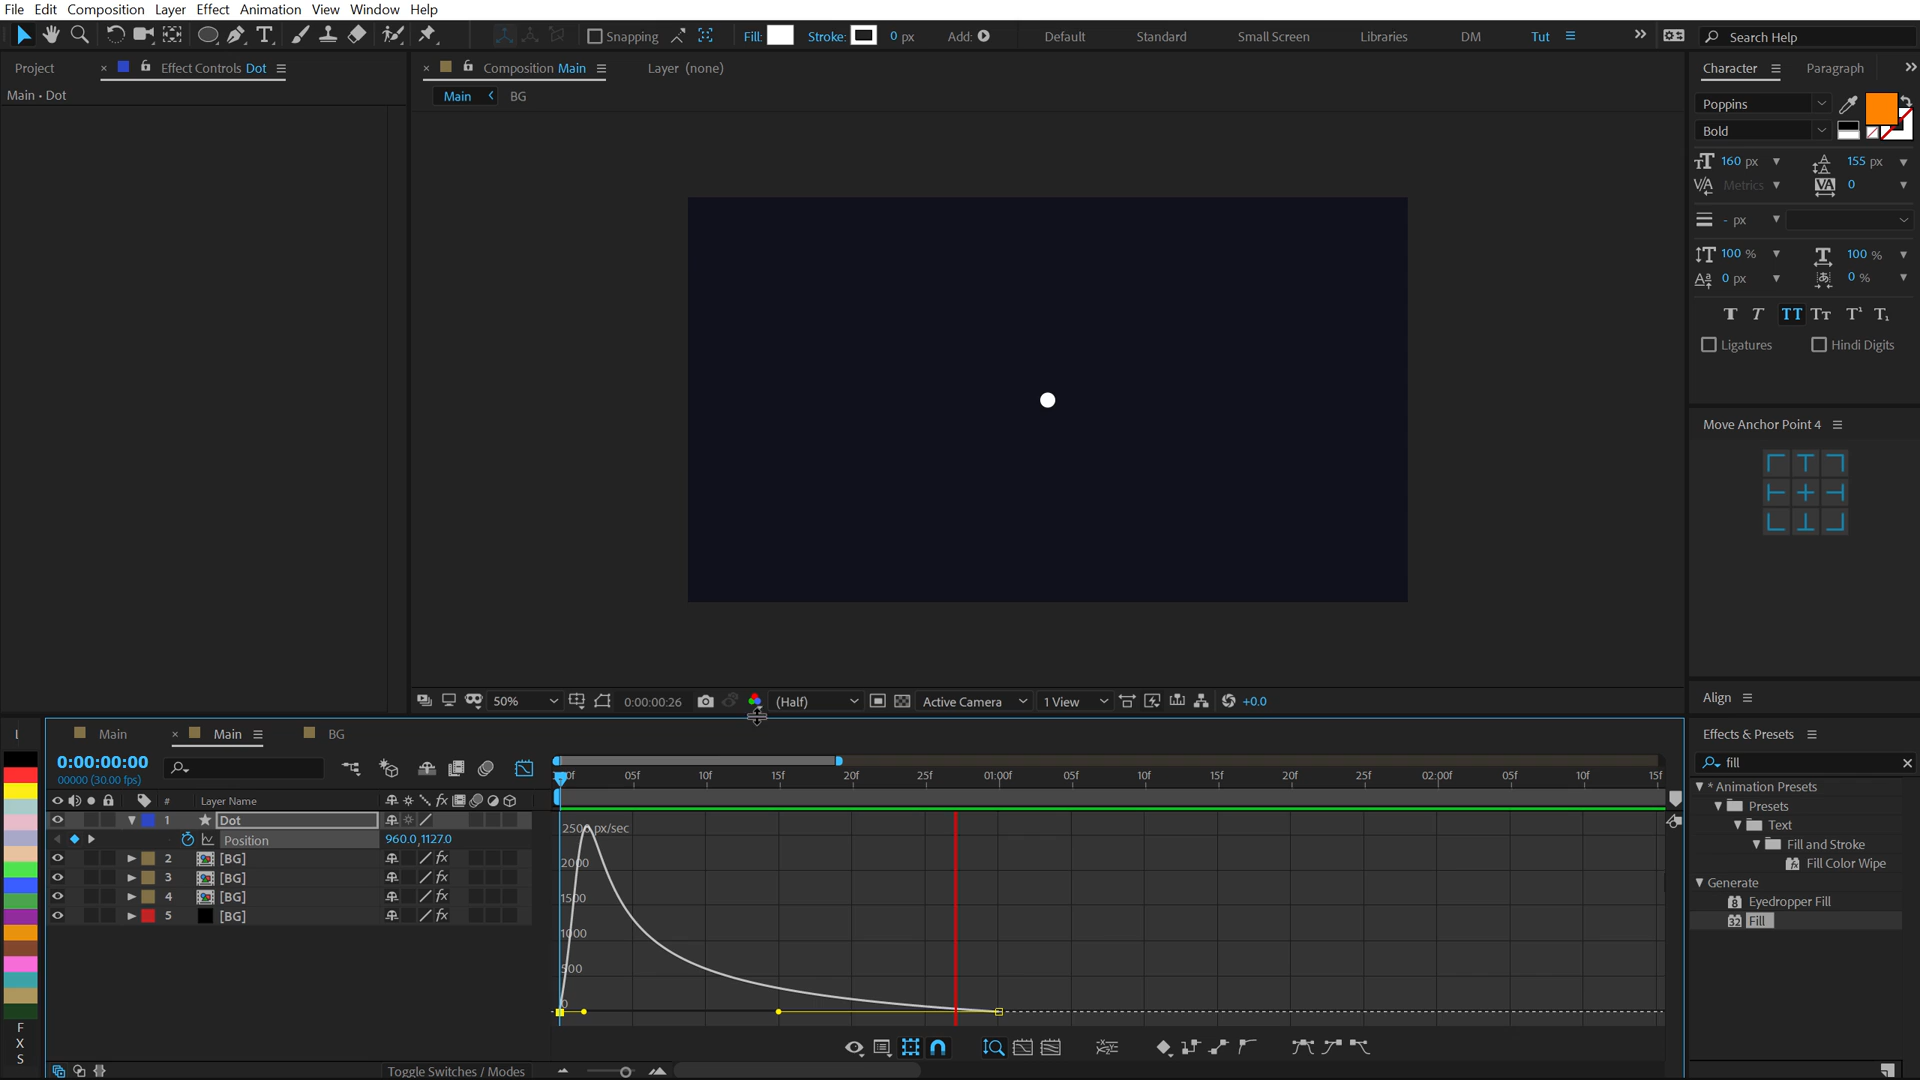 File Edit Composition Layer Effect Animation View Window Help
Snapping Fill: Stroke: 0 px Add: Default Standard Small Screen Libraries DM Tut Search Help
Project Effect Controls Dot
Main • Dot
Composition Main Layer (none)
Main BG
Character Paragraph
Poppins
Bold
160 px 155 px
Metrics 0
- px
100 % 100 %
0 px 0 %
Ligatures Hindi Digits
Move Anchor Point 4
50% 0:00:00:26 (Half) Active Camera 1 View +0.0
Align
Main Main BG
0:00:00:00
00000 (30.00 fps)
05f 10f 15f 20f 25f 01:00f 05f 10f 15f 20f 25f 02:00f 05f 10f 15f
# Layer Name
1 Dot
Position 960.0,1127.0
2 [BG]
3 [BG]
4 [BG]
5 [BG]
2500 px/sec
2000
1500
1000
500
0
F
X
S
Toggle Switches / Modes
Effects & Presets
fill
* Animation Presets
Presets
Text
Fill and Stroke
Fill Color Wipe
Generate
Eyedropper Fill
Fill